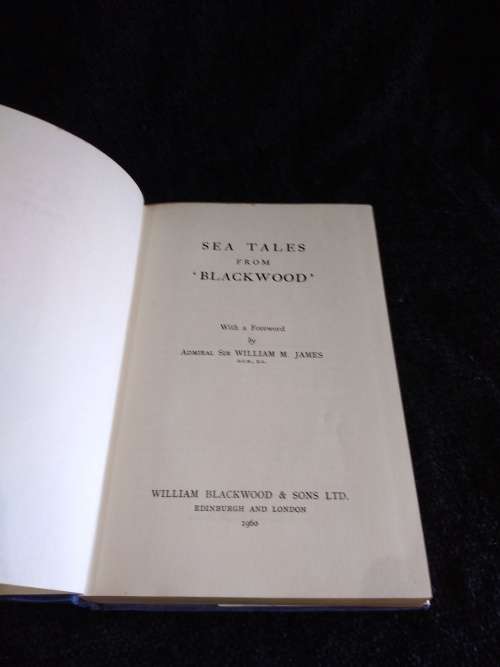 SEA TALES
FROM
‘BLACKWOOD’
With a Foreword
by
ADMIRAL SIR WILLIAM M. JAMES
G.C.B., D.L.
WILLIAM BLACKWOOD & SONS LTD.
EDINBURGH AND LONDON
1960